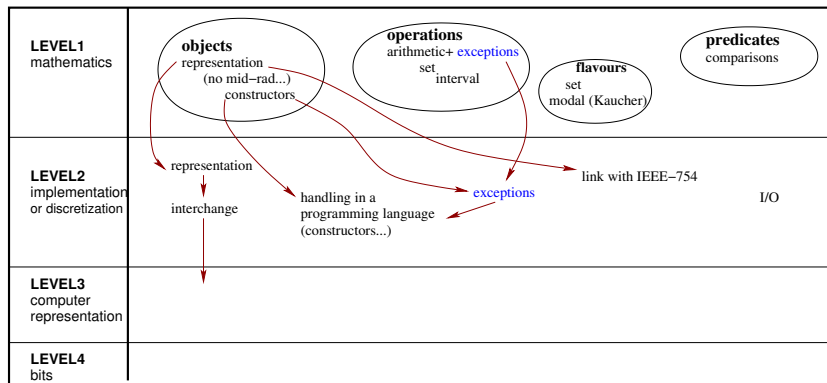 LEVEL1
mathematics
objects
representation
(no mid−rad...)
constructors
operations
arithmetic+ exceptions
set
interval
flavours
set
modal (Kaucher)
predicates
comparisons
LEVEL2
implementation
or discretization
representation
interchange
handling in a
programming language
(constructors...)
exceptions
link with IEEE−754
I/O
LEVEL3
computer
representation
LEVEL4
bits